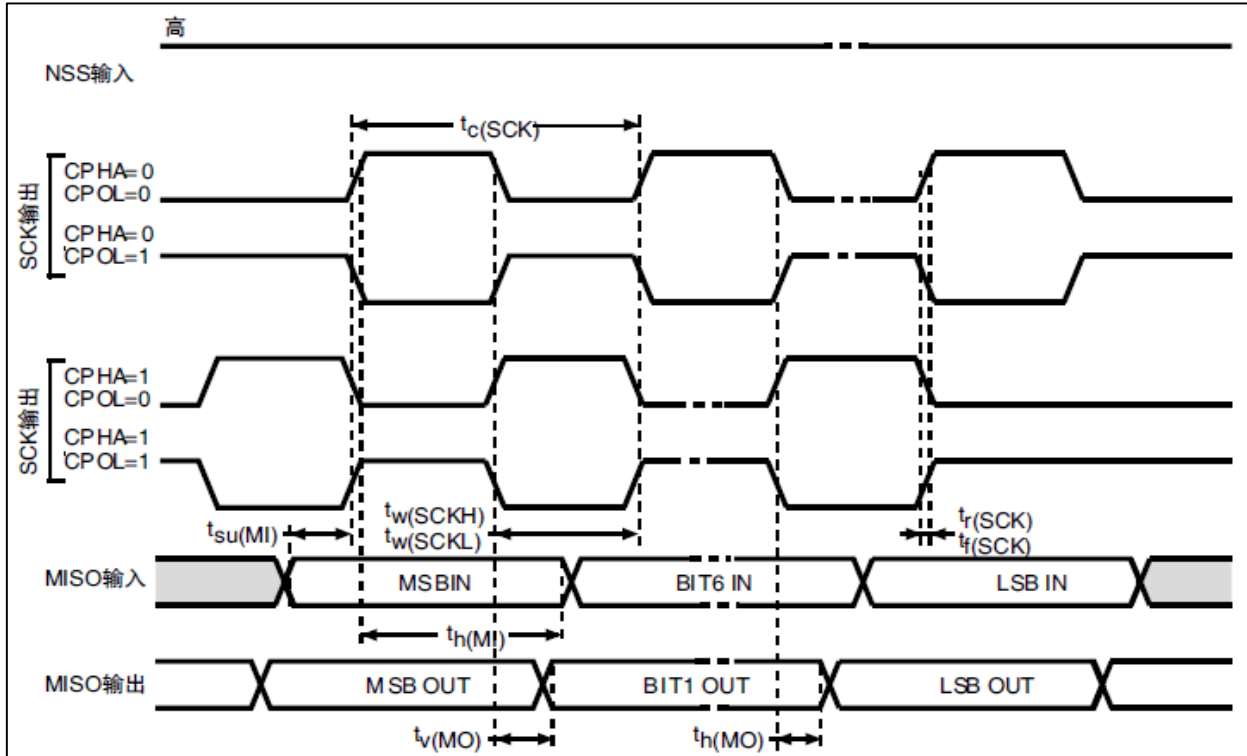 高
NSS输入
tc(SCK)
SCK输出
CPHA=0
CPOL=0
CPHA=0
CPOL=1
SCK输出
CPHA=1
CPOL=0
CPHA=1
CPOL=1
tsu(MI)
tw(SCKH)
tw(SCKL)
tr(SCK)
tf(SCK)
MISO输入
MSBIN
BIT6 IN
LSB IN
th(MI)
MISO输出
MSB OUT
BIT1 OUT
LSB OUT
tv(MO)
th(MO)